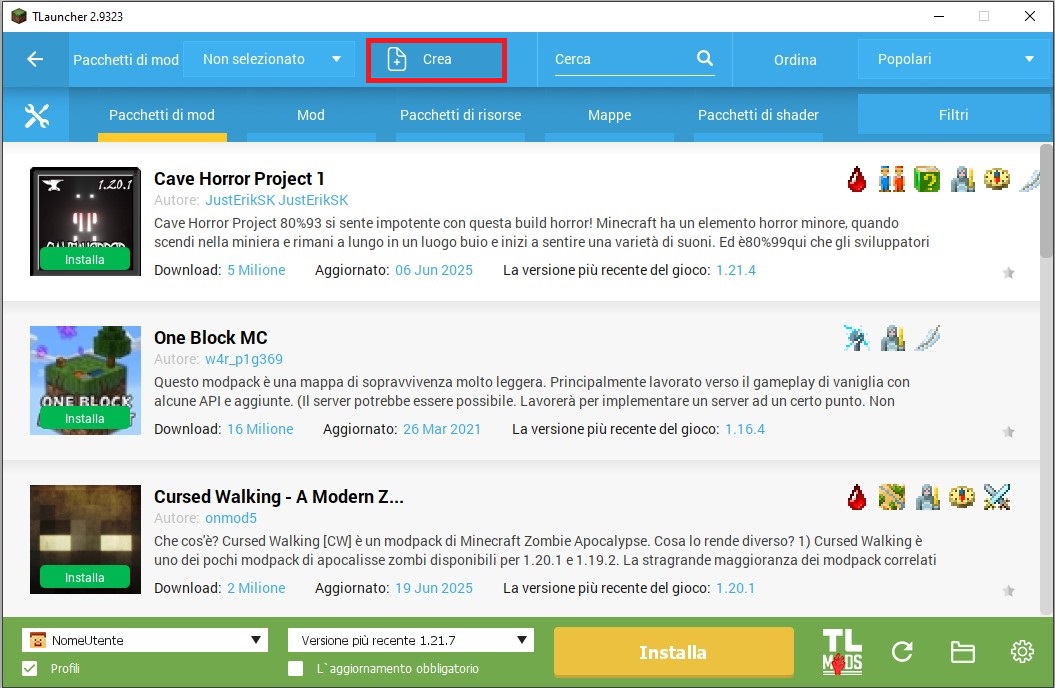 TLauncher 2.9323
Pacchetti di mod
Non selezionato
Crea
Cerca
Ordina
Popolari
Pacchetti di mod
Mod
Pacchetti di risorse
Mappe
Pacchetti di shader
Filtri
1.20.1
Installa
Cave Horror Project 1
Autore: JustErikSK JustErikSK
Cave Horror Project 80%93 si sente impotente con questa build horror! Minecraft ha un elemento horror minore, quando
scendi nella miniera e rimani a lungo in un luogo buio e inizi a sentire una varietà di suoni. Ed è80%99qui che gli sviluppatori
Download: 5 Milione Aggiornato: 06 Jun 2025 La versione più recente del gioco: 1.21.4
ONE BLOCK
Installa
One Block MC
Autore: w4r_p1g369
Questo modpack è una mappa di sopravvivenza molto leggera. Principalmente lavorato verso il gameplay di vaniglia con
alcune API e aggiunte. (Il server potrebbe essere possibile. Lavorerà per implementare un server ad un certo punto. Non
Download: 16 Milione Aggiornato: 26 Mar 2021 La versione più recente del gioco: 1.16.4
Installa
Cursed Walking - A Modern Z...
Autore: onmod5
Che cos'è? Cursed Walking [CW] è un modpack di Minecraft Zombie Apocalypse. Cosa lo rende diverso? 1) Cursed Walking è
uno dei pochi modpack di apocalisse zombi disponibili per 1.20.1 e 1.19.2. La stragrande maggioranza dei modpack correlati
Download: 2 Milione Aggiornato: 19 Jun 2025 La versione più recente del gioco: 1.20.1
NomeUtente
Versione più recente 1.21.7
Installa
TL
MODS
Profili
L`aggiornamento obbligatorio